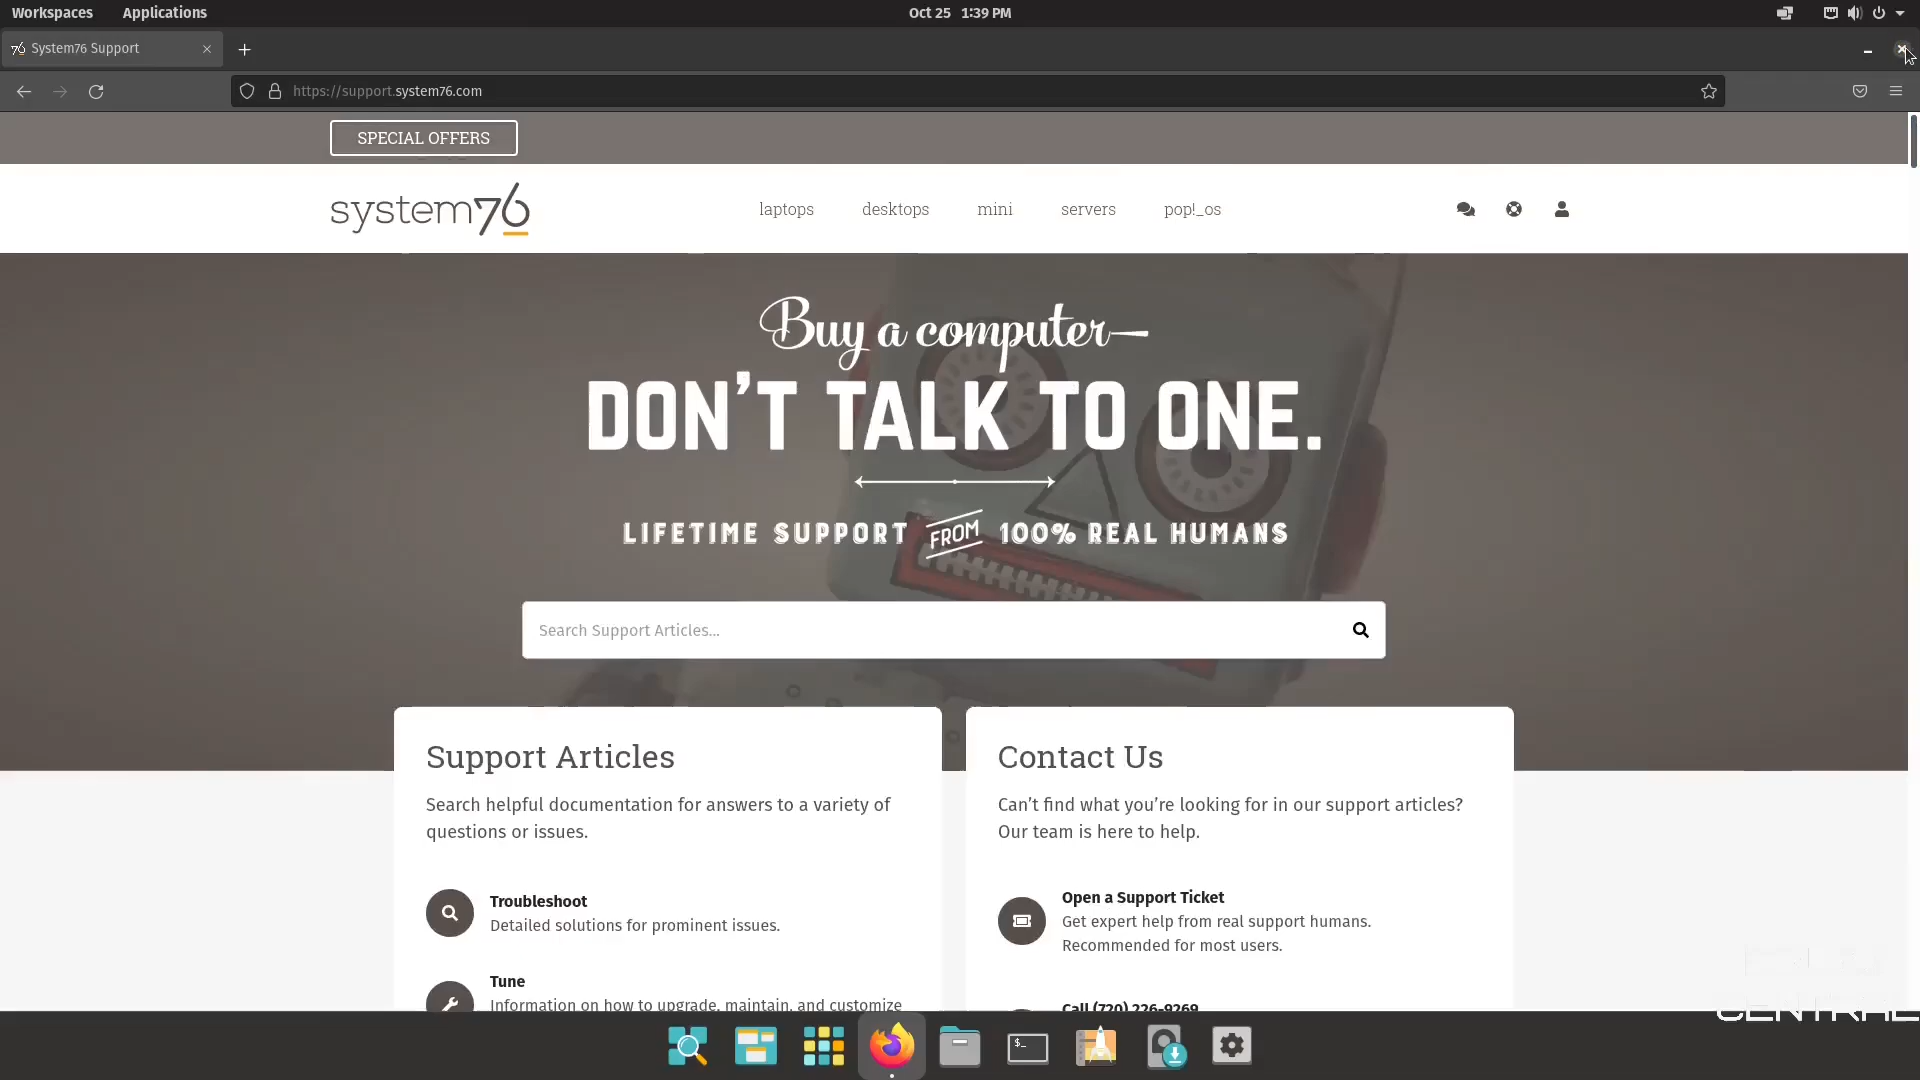 Workspaces Applications Oct 25 1:39 PM
System76 Support
https://support.system76.com
SPECIAL OFFERS
system76 laptops desktops mini servers pop!_os
Buy a computer—
DON'T TALK TO ONE.
LIFETIME SUPPORT FROM 100% REAL HUMANS
Search Support Articles...
Support Articles
Search helpful documentation for answers to a variety of
questions or issues.
Troubleshoot
Detailed solutions for prominent issues.
Tune
Information on how to upgrade, maintain, and customize
Contact Us
Can’t find what you’re looking for in our support articles?
Our team is here to help.
Open a Support Ticket
Get expert help from real support humans.
Recommended for most users.
Call (720) 226-9269
CENTRAL
$_